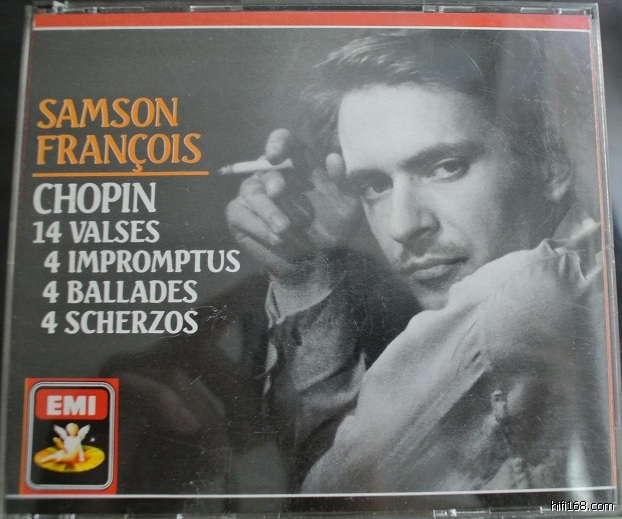 SAMSON
FRANÇOIS
CHOPIN
14 VALSES
4 IMPROMPTUS
4 BALLADES
4 SCHERZOS
EMI
hifi168.com